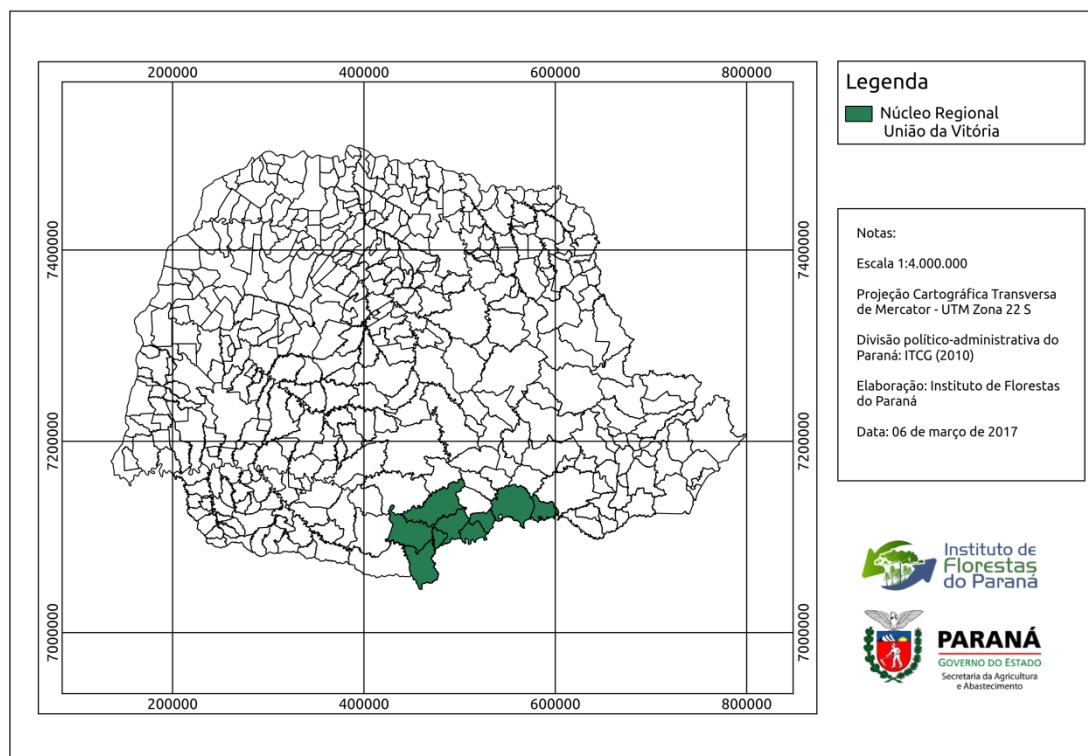 200000 400000 600000 800000
7400000
7200000
7000000
7400000
7200000
7000000
200000 400000 600000 800000
Legenda
Núcleo Regional
União da Vitória
Notas:
Escala 1:4.000.000
Projeção Cartográfica Transversa
de Mercator - UTM Zona 22 S
Divisão político-administrativa do
Paraná: ITCG (2010)
Elaboração: Instituto de Florestas
do Paraná
Data: 06 de março de 2017
Instituto de
Florestas
do Paraná
PARANÁ
GOVERNO DO ESTADO
Secretaria da Agricultura
e Abastecimento